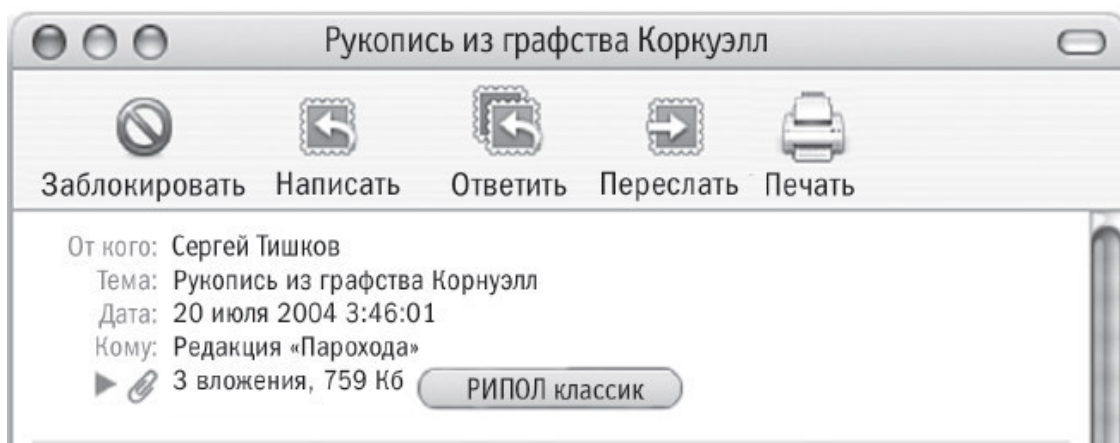 Рукопись из графства Коркуэлл
Заблокировать Написать Ответить Переслать Печать
От кого: Сергей Тишков
Тема: Рукопись из графства Корнуэлл
Дата: 20 июля 2004 3:46:01
Кому: Редакция «Парохода»
3 вложения, 759 Кб РИПОЛ классик